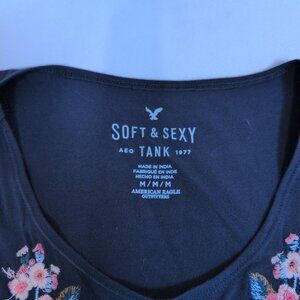 SOFT & SEXY
AEO TANK 1977
MADE IN INDIA
FABRIQUÉ EN INDE
HECHO EN INDIA
M/M/M
AMERICAN EAGLE
OUTFITTERS